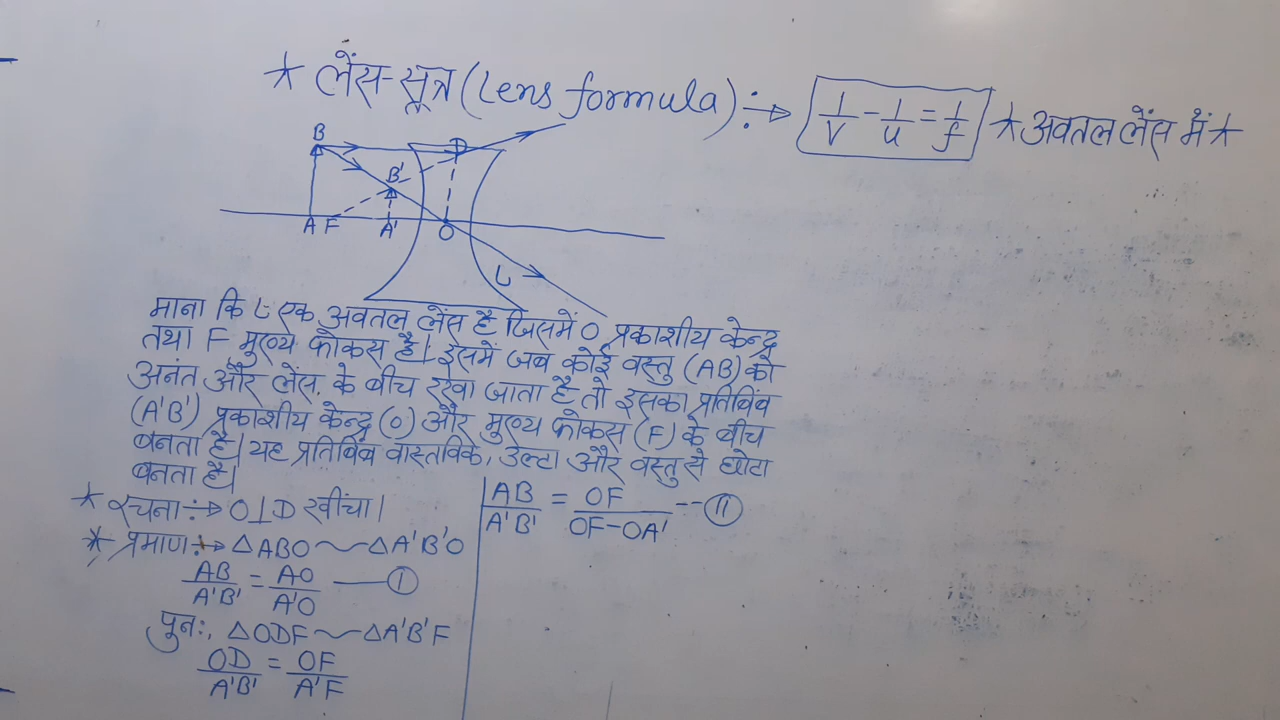 ★ लेंस-सूत्र (Lens formula) :→ 1/V - 1/u = 1/f ★ अवतल लेंस में ★
B D
B'
A F A' O
L
माना कि L एक अवतल लेंस है जिसमें O प्रकाशीय केन्द्र
तथा F मुख्य फोकस है। इसमें जब कोई वस्तु (AB) को
अनंत और लेंस के बीच रखा जाता है तो इसका प्रतिबिंब
(A'B') प्रकाशीय केन्द्र (O) और मुख्य फोकस (F) के बीच
बनता है। यह प्रतिबिंब वास्तविक, उल्टा और वस्तु से छोटा
बनता है।
★ रचना :→ O⊥D खींचा।
★ प्रमाण :→ △ABO ~ △A'B'O
AB/A'B' = AO/A'O — ①
पुनः, △ODF ~ △A'B'F
OD/A'B' = OF/A'F
AB/A'B' = OF/OF-OA' --- ⑪